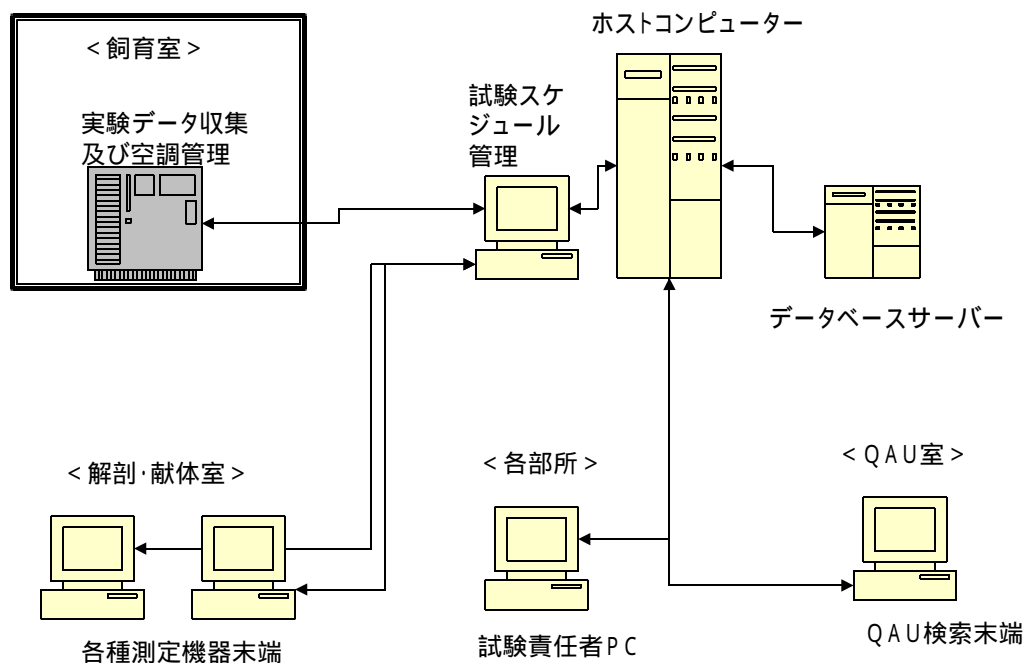 ホストコンピューター
<飼育室>
試験スケ
ジュール
管理
実験データ収集
及び空調管理
データベースサーバー
<解剖･献体室>
<各部所>
<QAU室>
各種測定機器末端
試験責任者PC
QAU検索末端